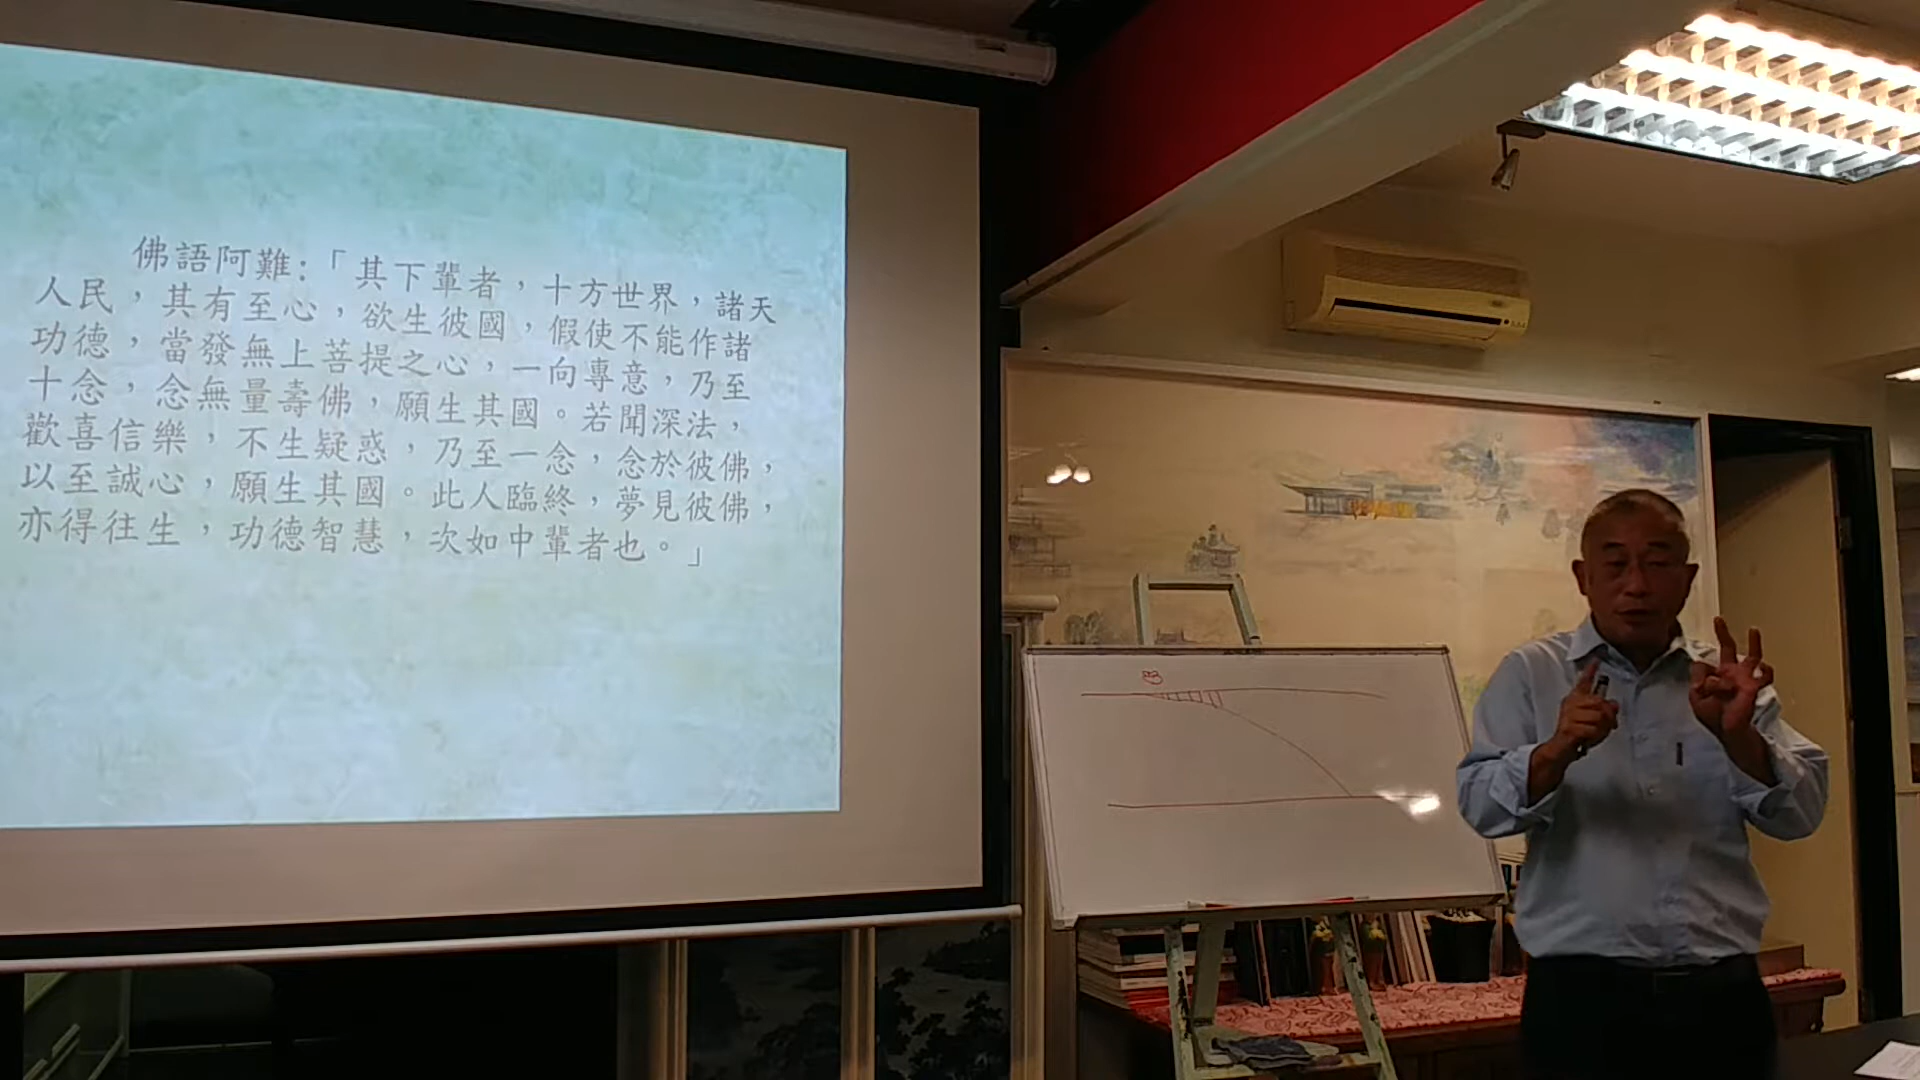 佛語阿難:「其下輩者，十方世界，諸天
人民，其有至心，欲生彼國，假使不能作諸
功德，當發無上菩提之心，一向專意，乃至
十念，念無量壽佛，願生其國。若聞深法，
歡喜信樂，不生疑惑，乃至一念，念於彼佛，
以至誠心，願生其國。此人臨終，夢見彼佛，
亦得往生，功德智慧，次如中輩者也。」